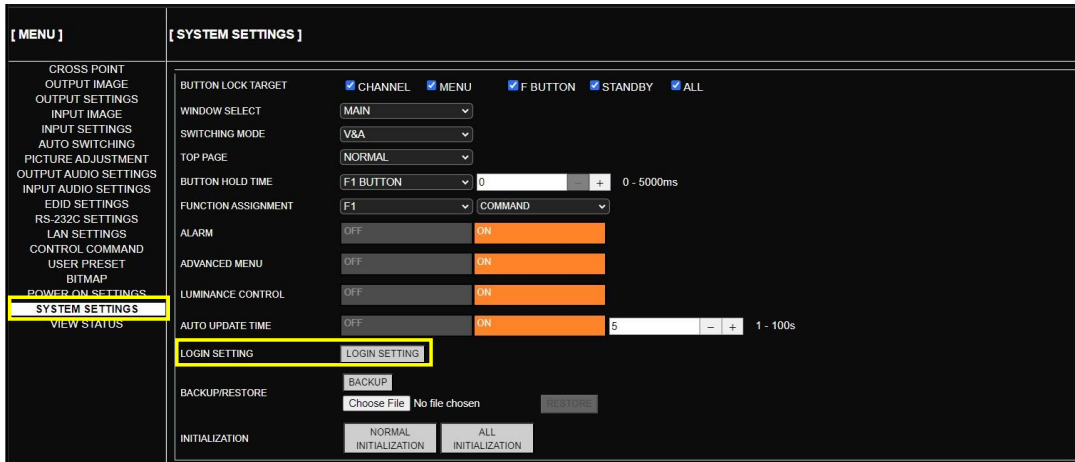 [ MENU ]
[ SYSTEM SETTINGS ]
CROSS POINT
OUTPUT IMAGE
OUTPUT SETTINGS
INPUT IMAGE
INPUT SETTINGS
AUTO SWITCHING
PICTURE ADJUSTMENT
OUTPUT AUDIO SETTINGS
INPUT AUDIO SETTINGS
EDID SETTINGS
RS-232C SETTINGS
LAN SETTINGS
CONTROL COMMAND
USER PRESET
BITMAP
POWER ON SETTINGS
SYSTEM SETTINGS
VIEW STATUS
BUTTON LOCK TARGET CHANNEL MENU F BUTTON STANDBY ALL
WINDOW SELECT MAIN
SWITCHING MODE V&A
TOP PAGE NORMAL
BUTTON HOLD TIME F1 BUTTON 0 - + 0 - 5000ms
FUNCTION ASSIGNMENT F1 COMMAND
ALARM OFF ON
ADVANCED MENU OFF ON
LUMINANCE CONTROL OFF ON
AUTO UPDATE TIME OFF ON 5 - + 1 - 100s
LOGIN SETTING LOGIN SETTING
BACKUP/RESTORE BACKUP
Choose File No file chosen RESTORE
INITIALIZATION NORMAL INITIALIZATION ALL INITIALIZATION